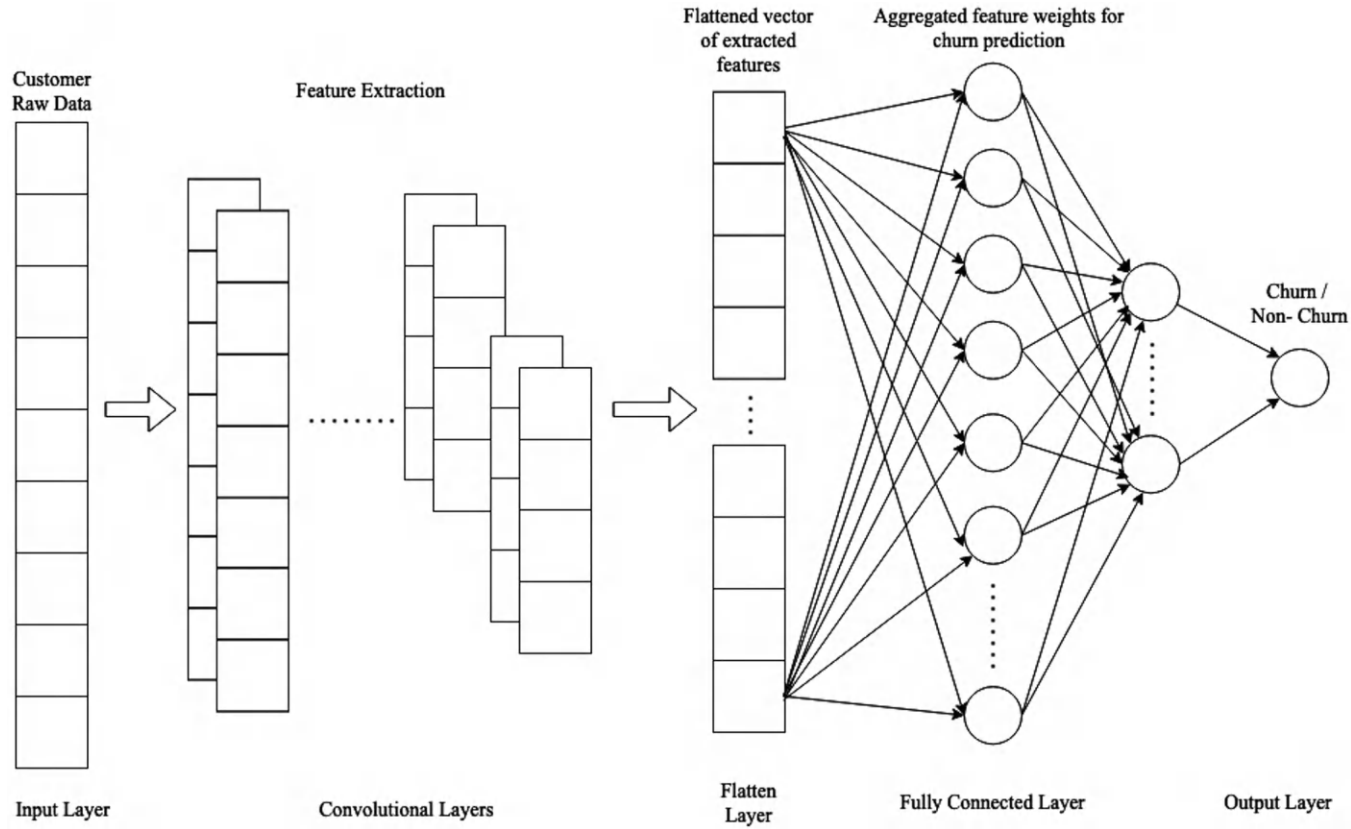 Customer
Raw Data
Feature Extraction
Flattened vector
of extracted
features
Aggregated feature weights for
churn prediction
Churn /
Non- Churn
Input Layer
Convolutional Layers
Flatten
Layer
Fully Connected Layer
Output Layer